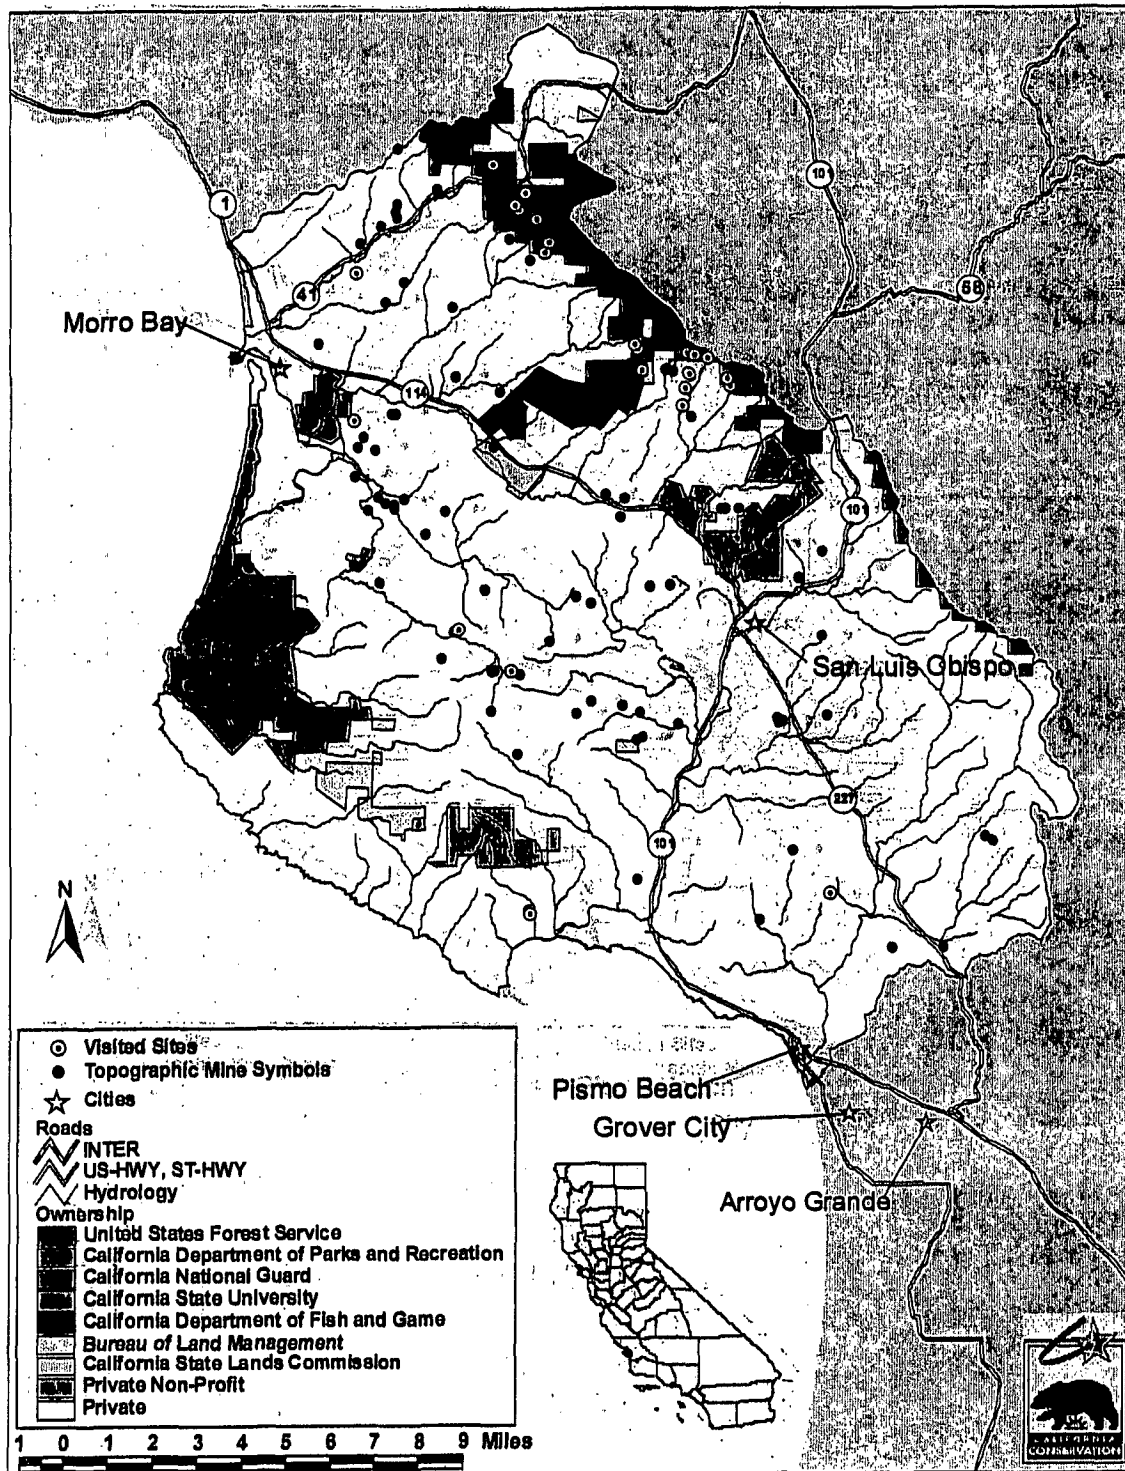 1
101
58
41
Morro Bay
114
101
San Luis Obispo
227
101
N
Visited Sites
Topographic Mine Symbols
Cities
Roads
INTER
US-HWY, ST-HWY
Hydrology
Ownership
United States Forest Service
California Department of Parks and Recreation
California National Guard
California State University
California Department of Fish and Game
Bureau of Land Management
California State Lands Commission
Private Non-Profit
Private
Pismo Beach
Grover City
Arroyo Grande
1 0 1 2 3 4 5 6 7 8 9 Miles
CALIFORNIA
CONSERVATION